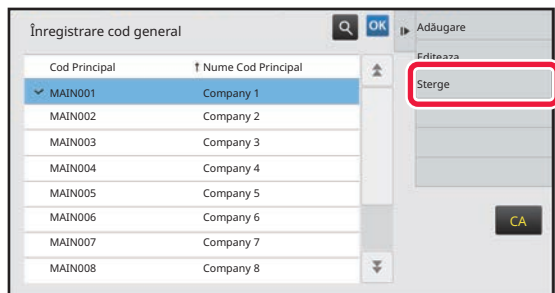 Înregistrare cod general
OK
Adăugare
Editeaza
Sterge
Cod Principal Nume Cod Principal
MAIN001 Company 1
MAIN002 Company 2
MAIN003 Company 3
MAIN004 Company 4
MAIN005 Company 5
MAIN006 Company 6
MAIN007 Company 7
MAIN008 Company 8
CA